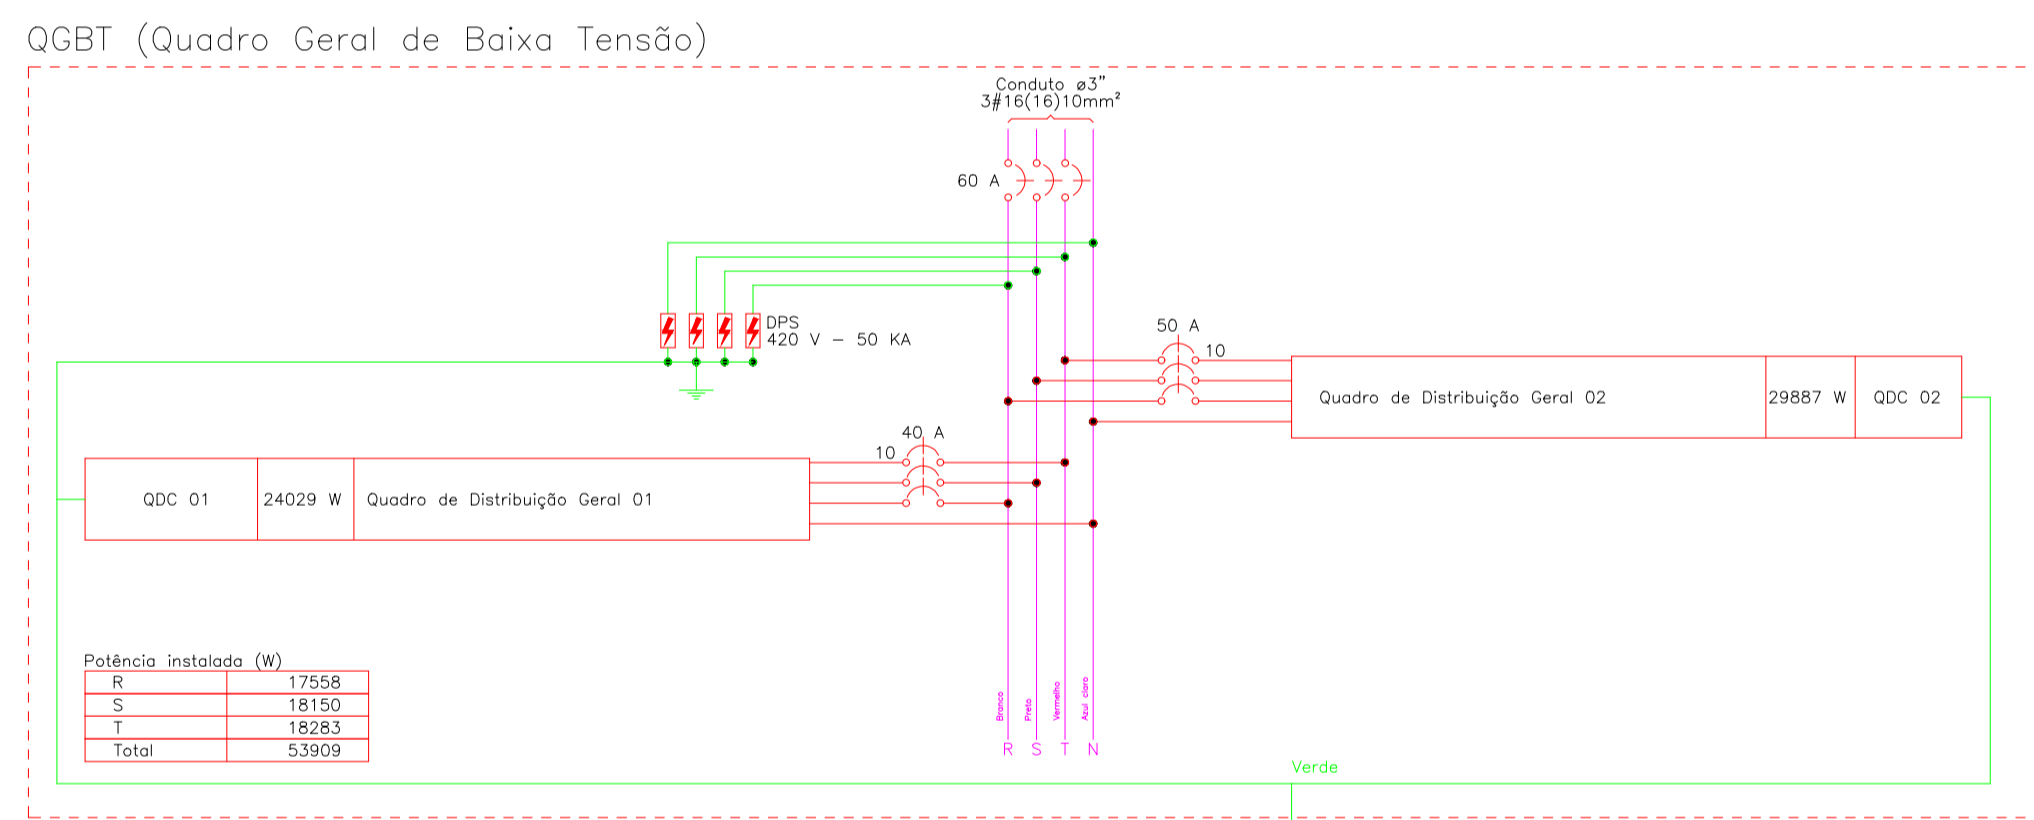 QGBT (Quadro Geral de Baixa Tensão)
Conduto ø3”
3#16(16)10mm²
60 A
DPS
420 V – 50 KA
50 A
10
Quadro de Distribuição Geral 02
29887 W
QDC 02
40 A
10
QDC 01
24029 W
Quadro de Distribuição Geral 01
Potência instalada (W)
R 17558
S 18150
T 18283
Total 53909
Branco
Preto
Vermelho
Azul claro
R S T N
Verde